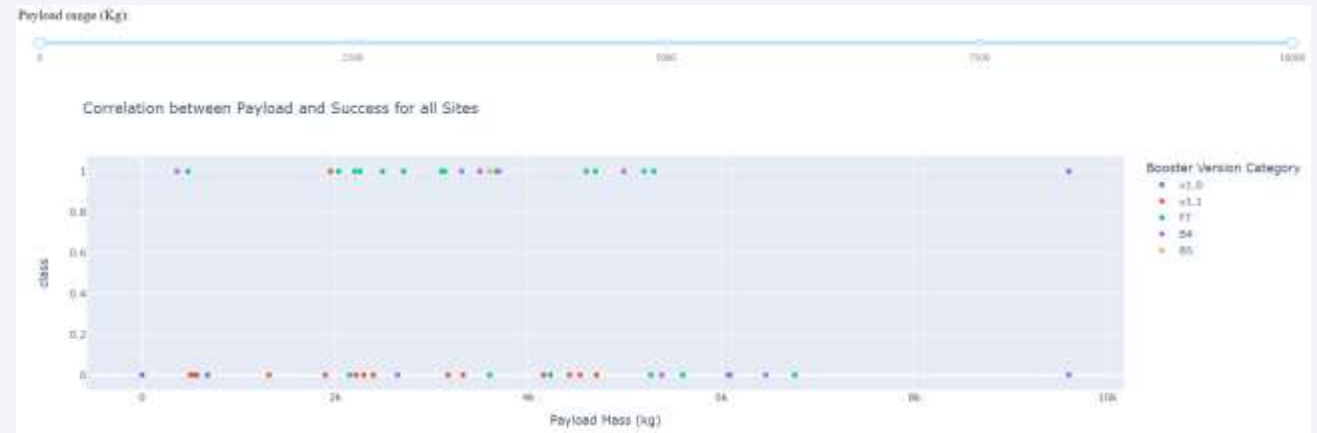 Payload range (Kg):
0 2500 5000 7500 10000
Correlation between Payload and Success for all Sites
1
0.8
0.6
0.4
0.2
0
class
0 2k 4k 6k 8k 10k
Payload Mass (kg)
Booster Version Category
v1.0
v1.1
FT
B4
B5